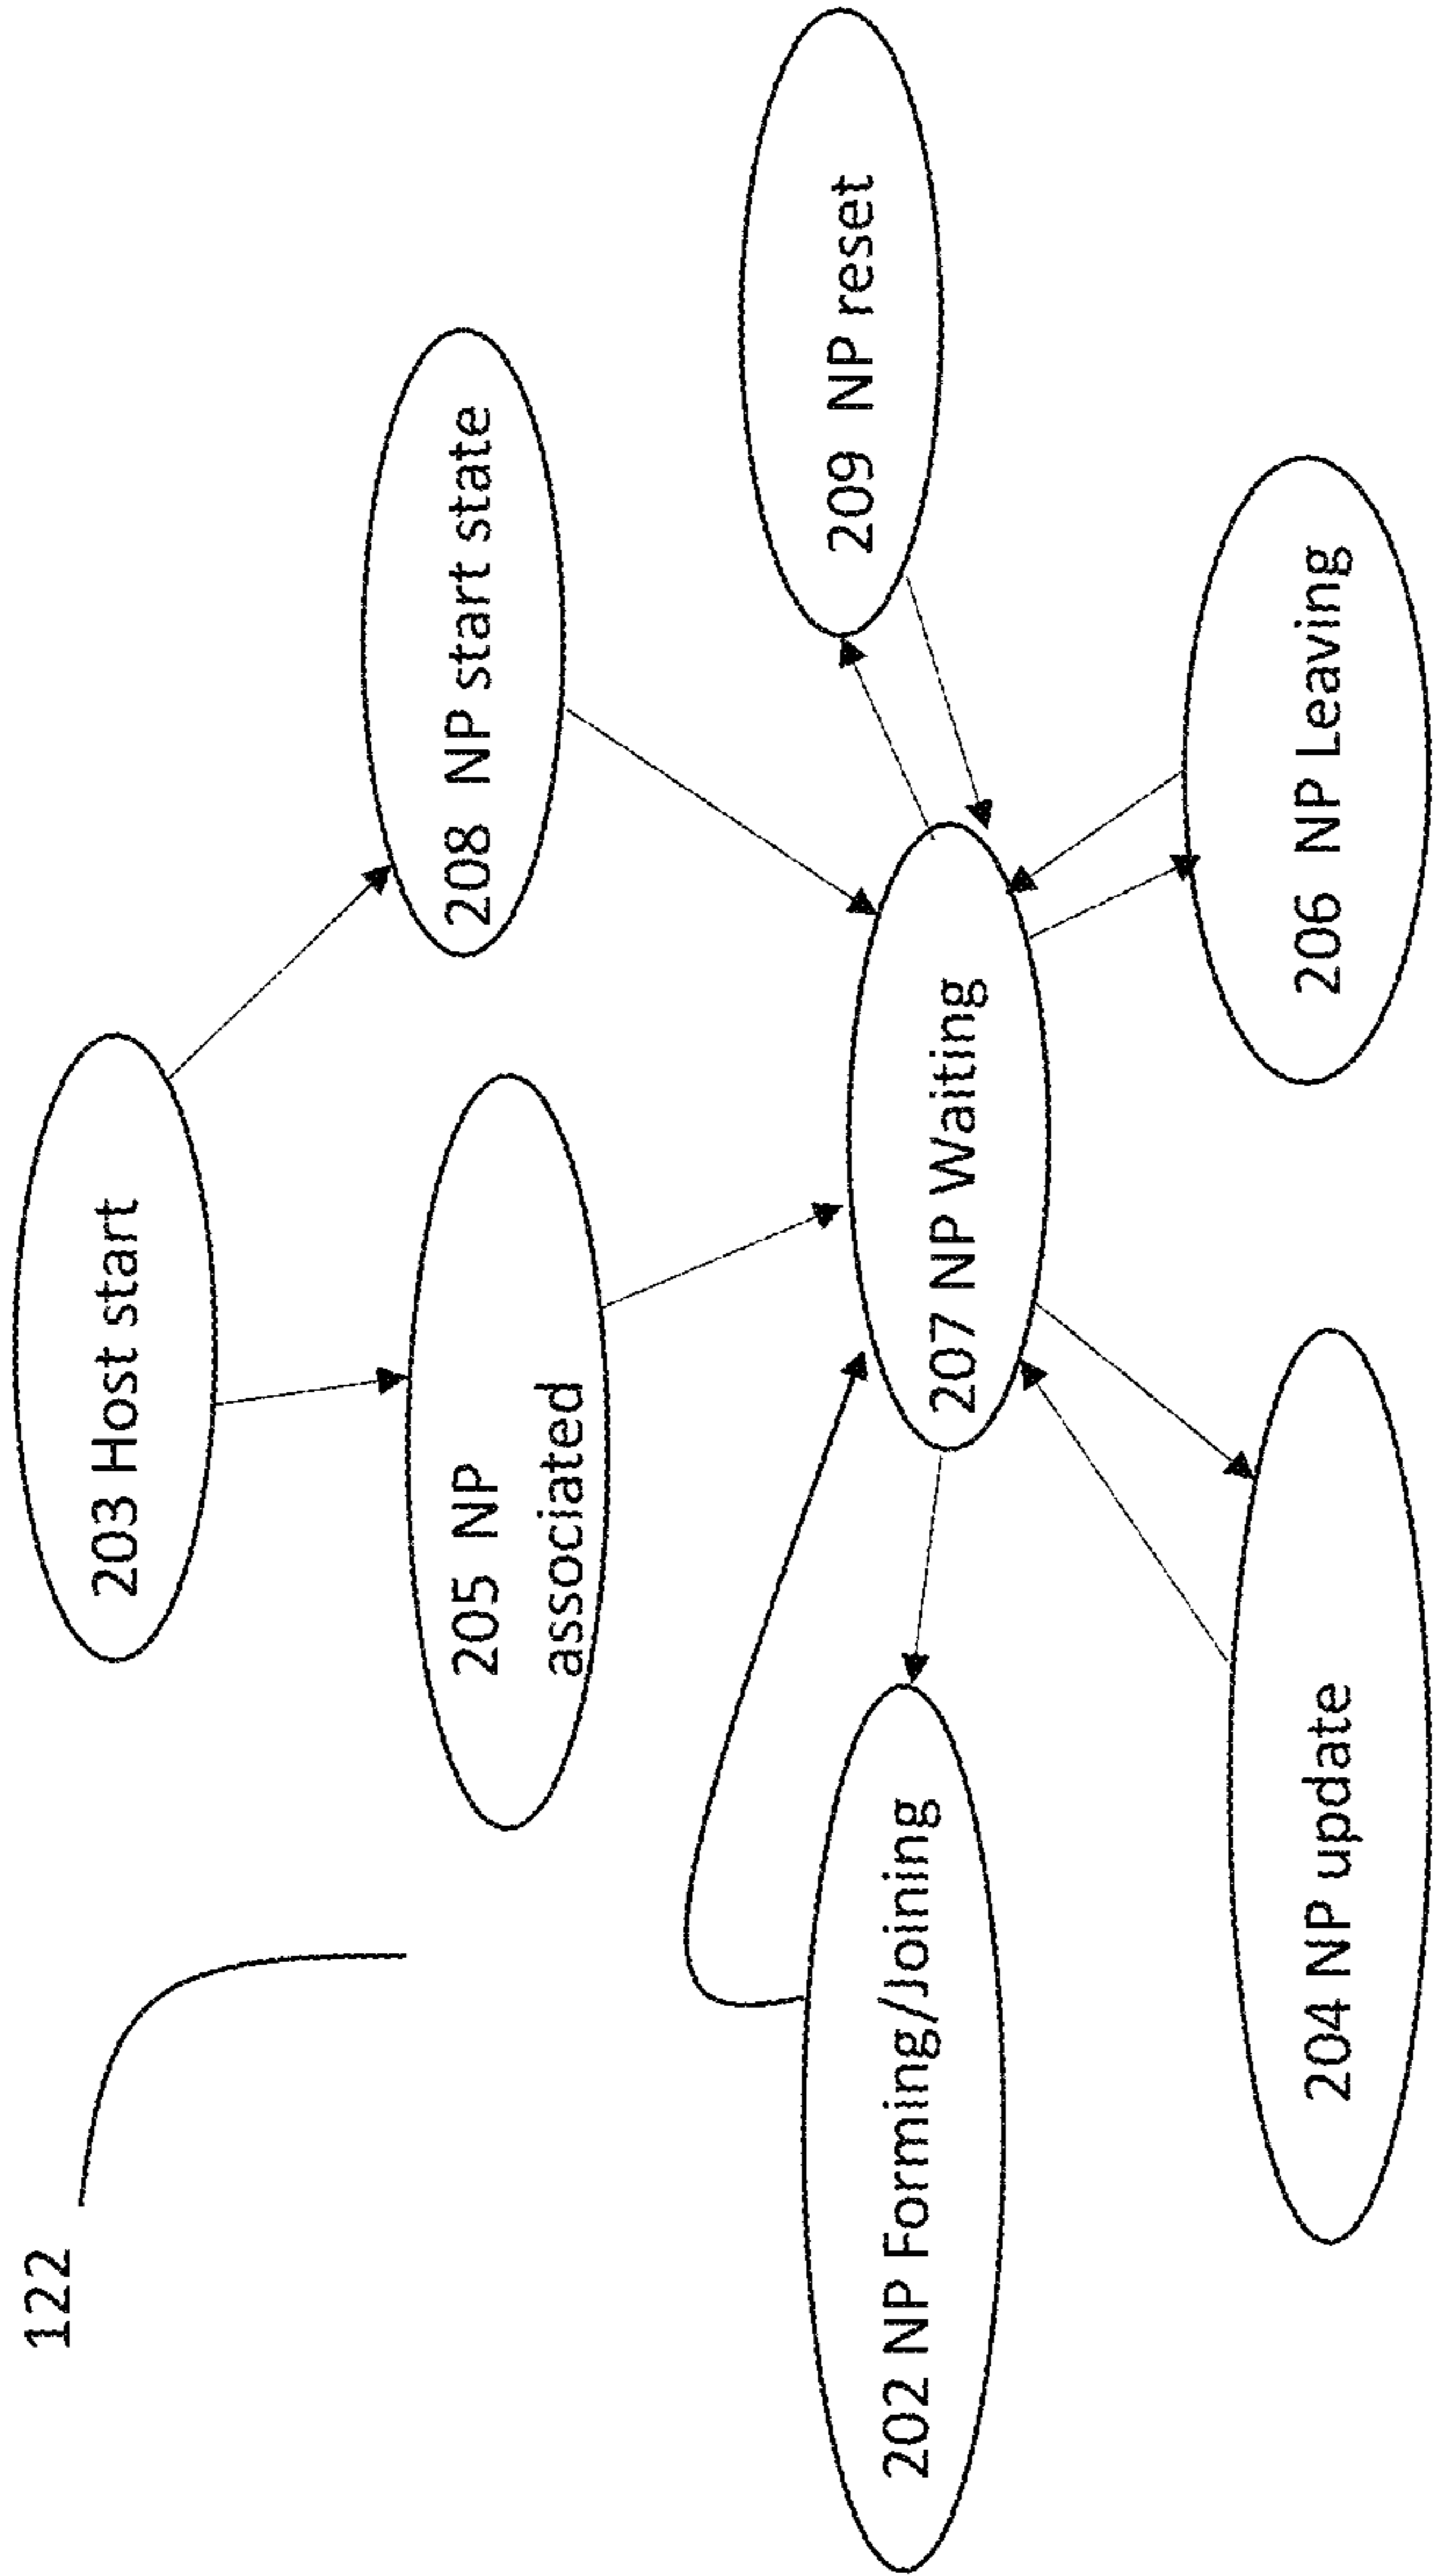 122
203 Host start
205 NP
associated
208 NP start state
202 NP Forming/Joining
207 NP Waiting
209 NP reset
204 NP update
206 NP Leaving